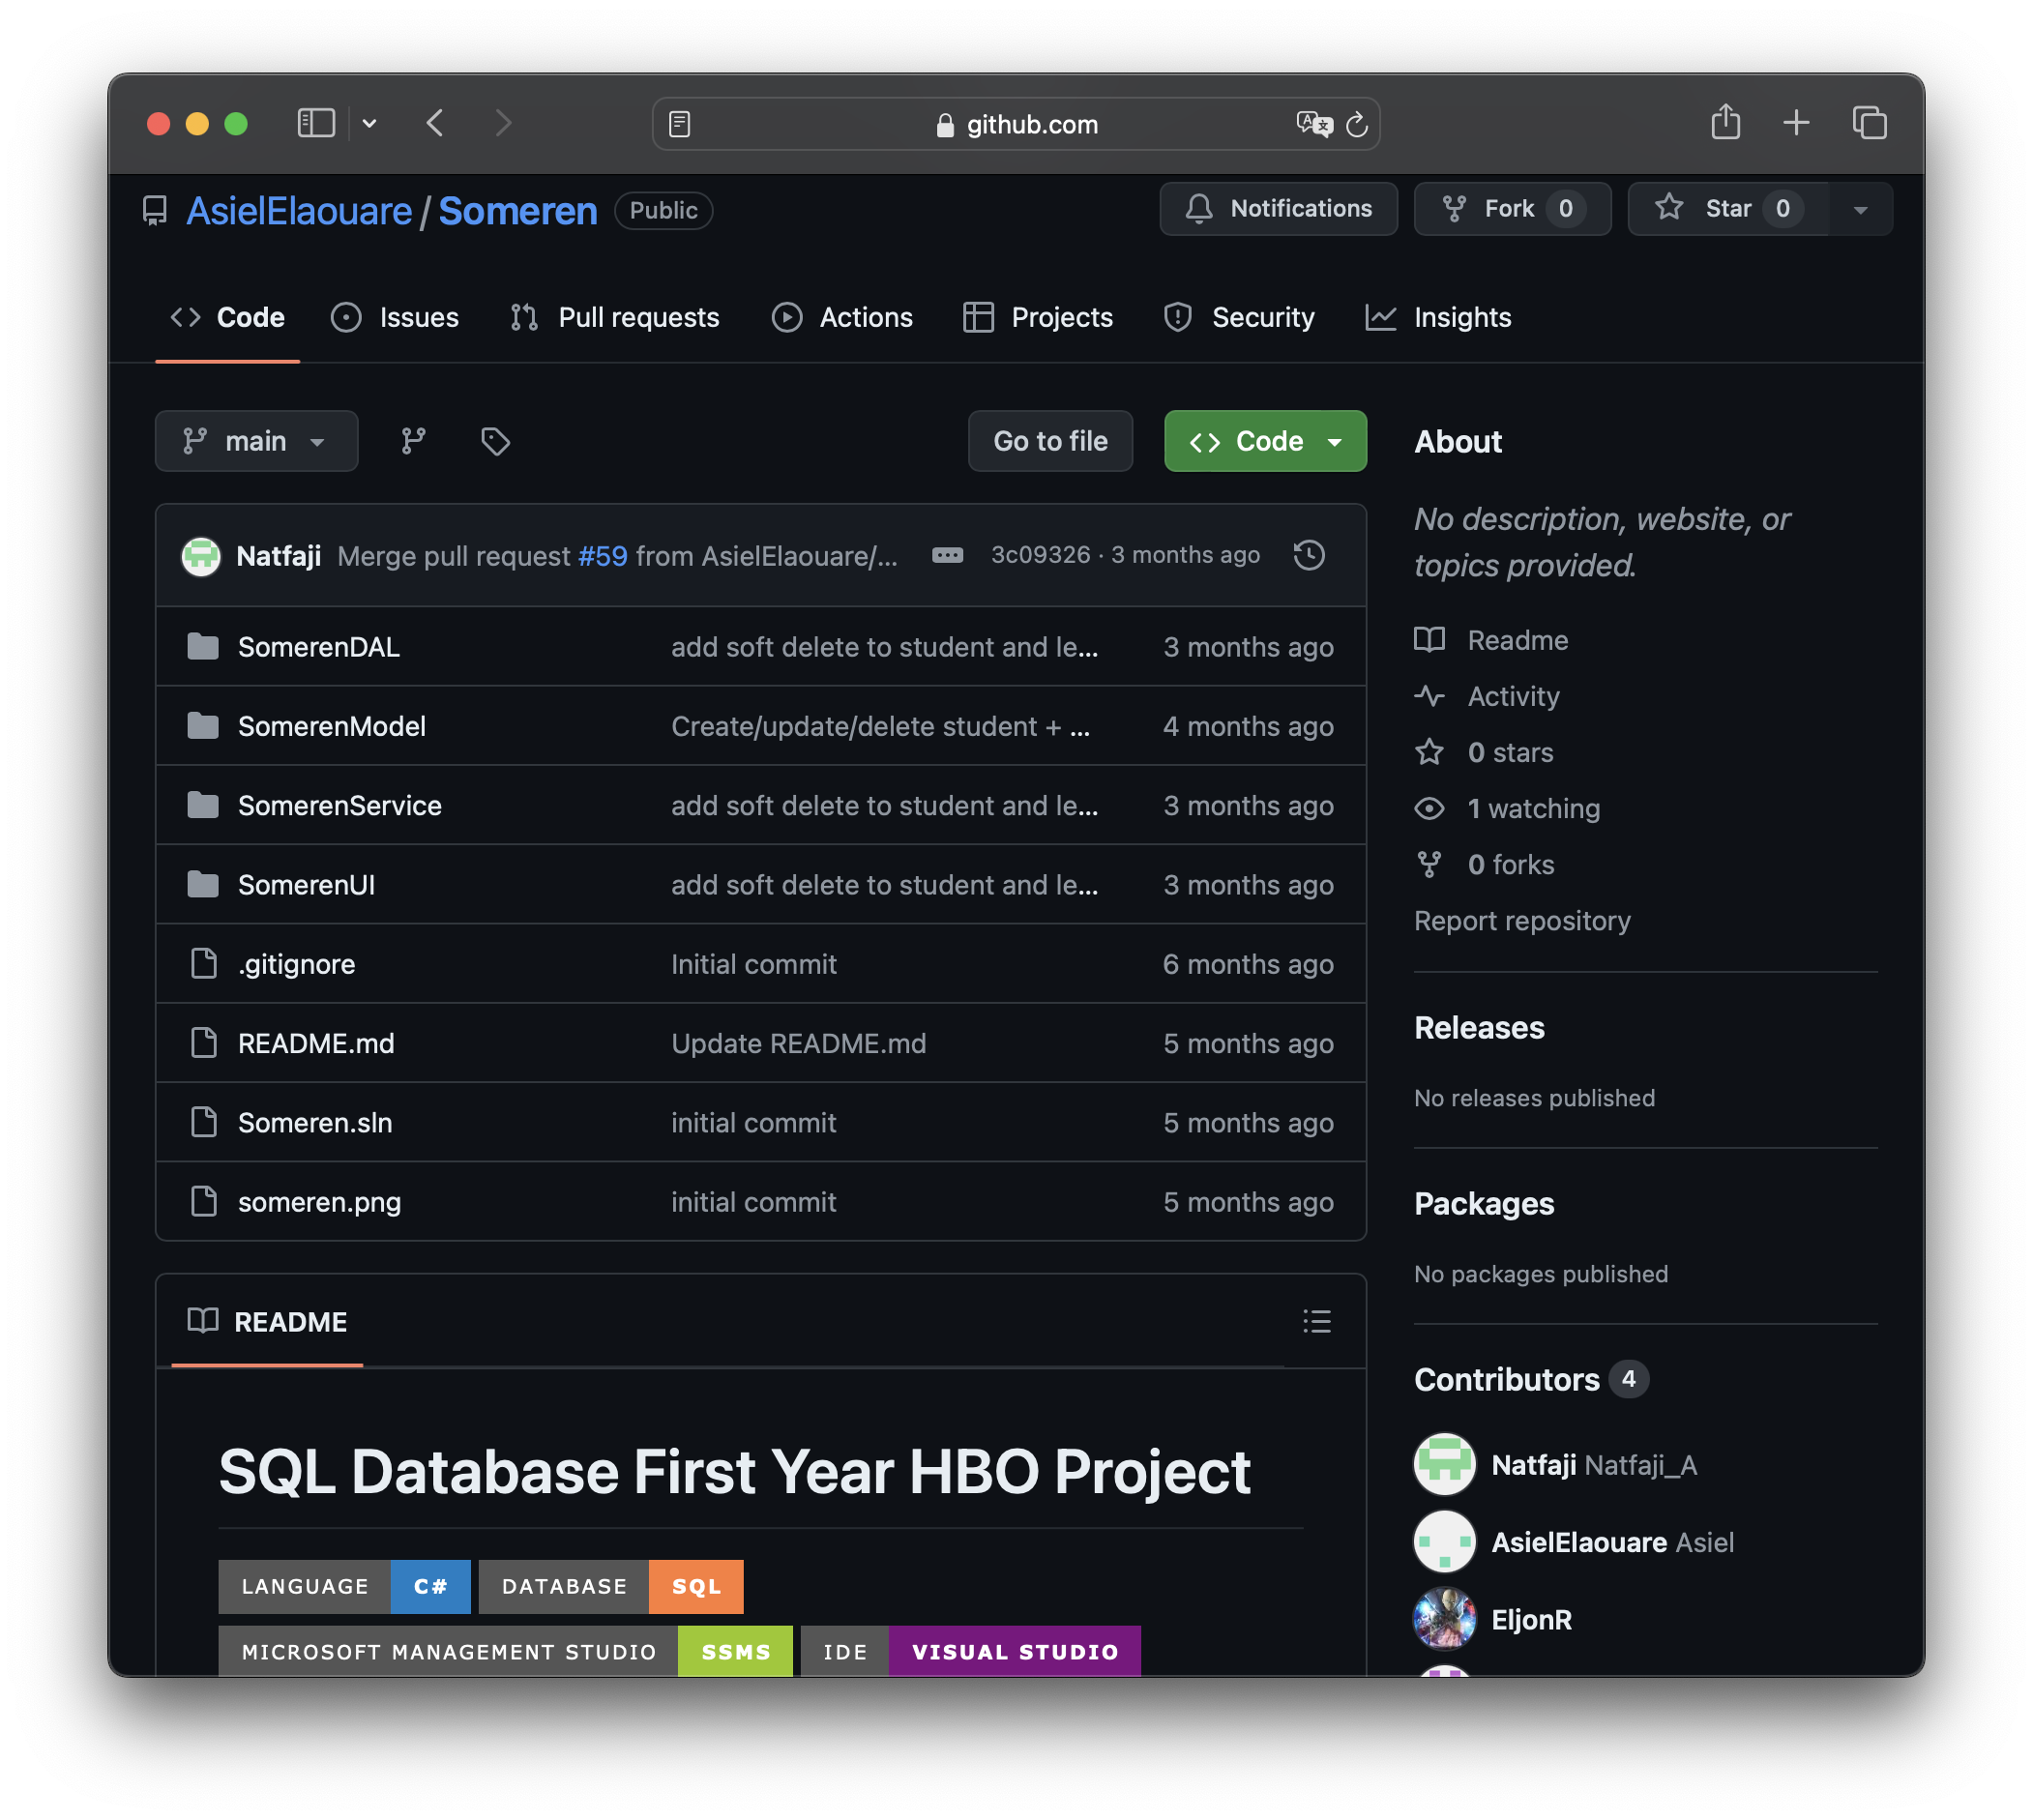 github.com
AsielElaouare / Someren Public
Notifications Fork 0 Star 0
Code Issues Pull requests Actions Projects Security Insights
main Go to file Code
Natfaji Merge pull request #59 from AsielElaouare/... 3c09326 · 3 months ago
SomerenDAL add soft delete to student and le... 3 months ago
SomerenModel Create/update/delete student + ... 4 months ago
SomerenService add soft delete to student and le... 3 months ago
SomerenUI add soft delete to student and le... 3 months ago
.gitignore Initial commit 6 months ago
README.md Update README.md 5 months ago
Someren.sln initial commit 5 months ago
someren.png initial commit 5 months ago
README
SQL Database First Year HBO Project
LANGUAGE C# DATABASE SQL
MICROSOFT MANAGEMENT STUDIO SSMS IDE VISUAL STUDIO
About
No description, website, or
topics provided.
Readme
Activity
0 stars
1 watching
0 forks
Report repository
Releases
No releases published
Packages
No packages published
Contributors 4
Natfaji Natfaji_A
AsielElaouare Asiel
EljonR